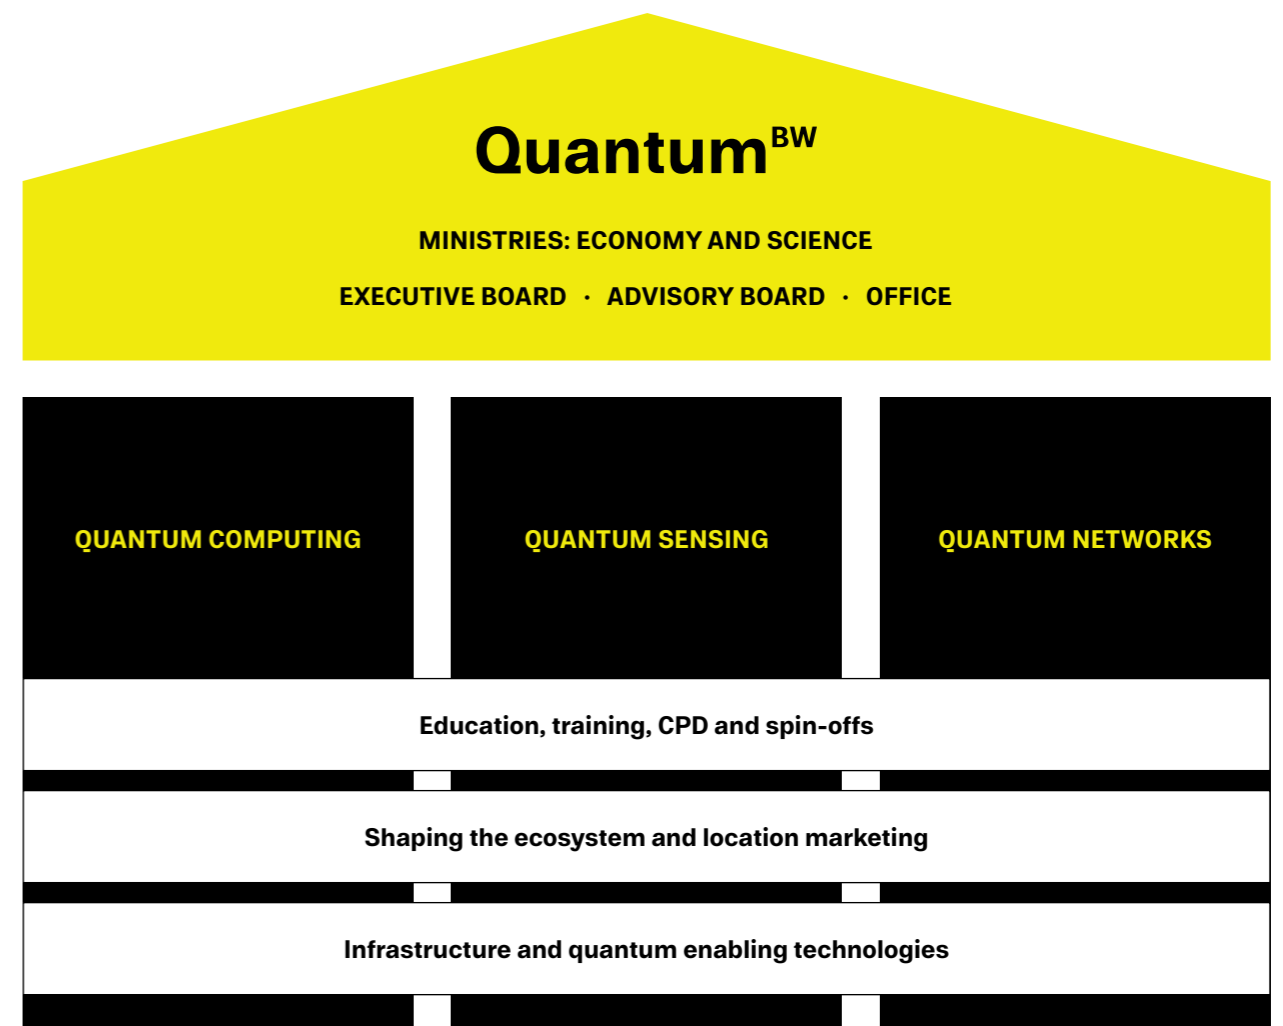 Quantum^BW
MINISTRIES: ECONOMY AND SCIENCE
EXECUTIVE BOARD · ADVISORY BOARD · OFFICE
QUANTUM COMPUTING
QUANTUM SENSING
QUANTUM NETWORKS
Education, training, CPD and spin-offs
Shaping the ecosystem and location marketing
Infrastructure and quantum enabling technologies